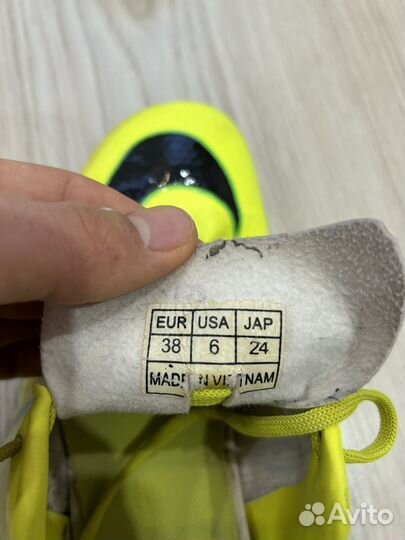 EUR USA JAP
38 6 24
MADE IN VIETNAM
Avito